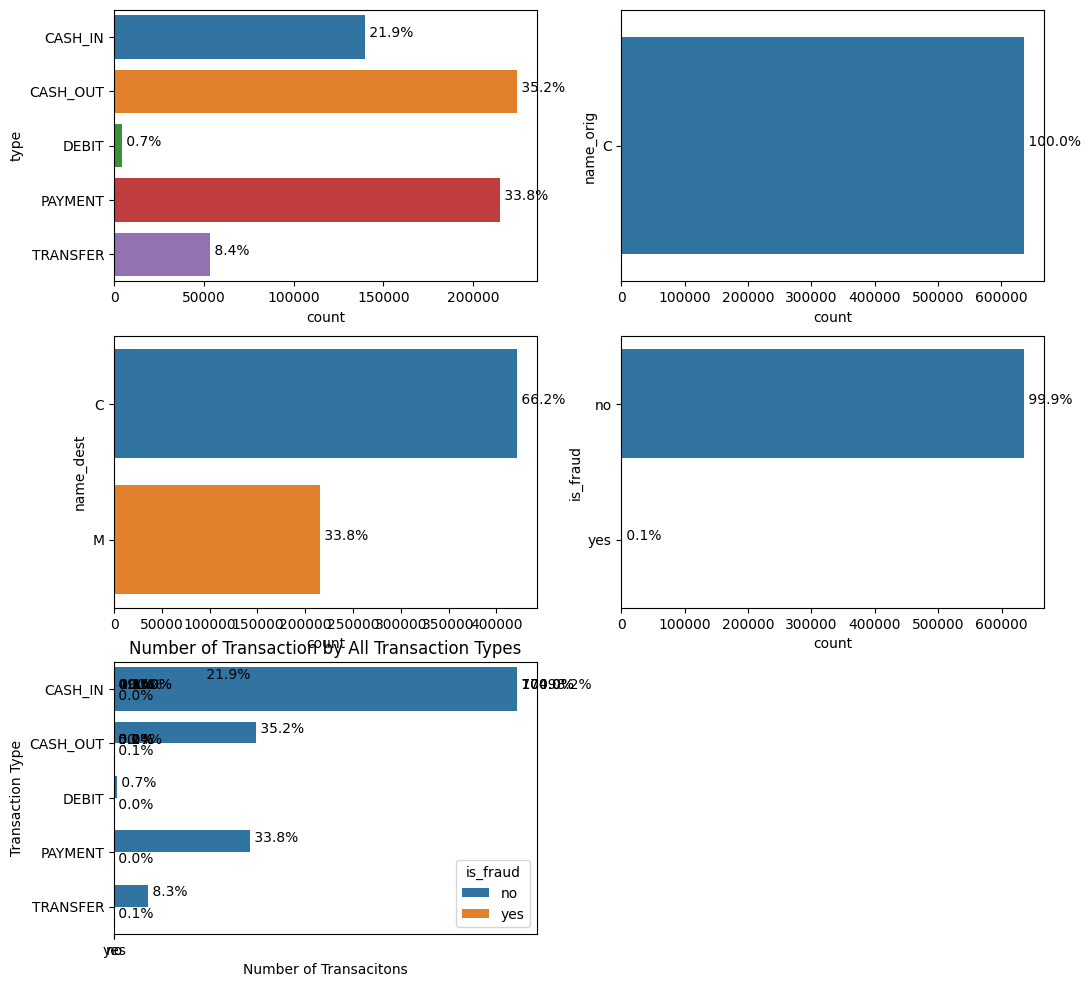 CASH_IN 21.9%
CASH_OUT 35.2%
DEBIT 0.7%
PAYMENT 33.8%
TRANSFER 8.4%
type
0 50000 100000 150000 200000
count
C 100.0%
name_orig
0 100000 200000 300000 400000 500000 600000
count
C 66.2%
M 33.8%
name_dest
0 50000 100000 150000 200000 250000 300000 350000 400000
count
no 99.9%
yes 0.1%
is_fraud
0 100000 200000 300000 400000 500000 600000
count
Number of Transaction by All Transaction Types
21.9%
CASH_IN
0.0%
35.2%
CASH_OUT
0.1%
0.7%
DEBIT
0.0%
33.8%
PAYMENT
0.0%
8.3%
TRANSFER
0.1%
Transaction Type
is_fraud
no
yes
yes no
Number of Transacitons